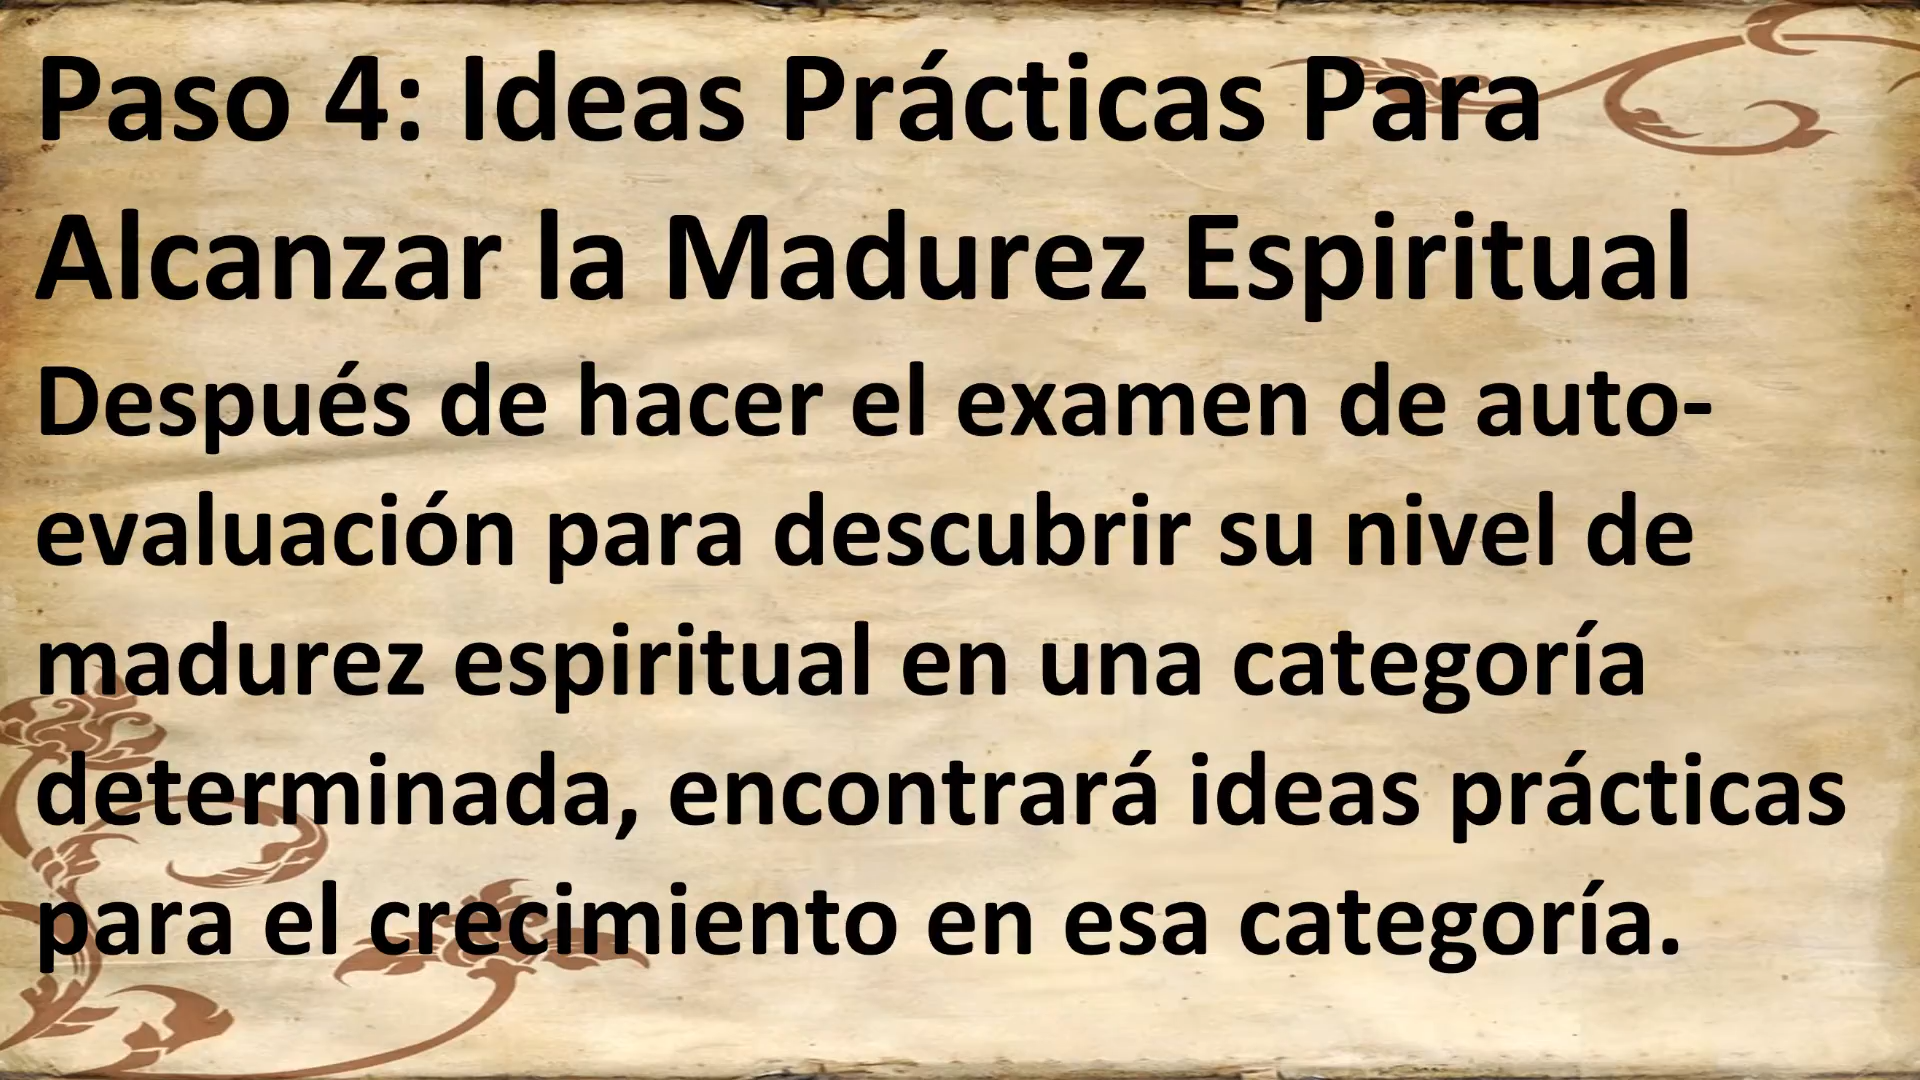 Paso 4: Ideas Prácticas Para
Alcanzar la Madurez Espiritual
Después de hacer el examen de auto-
evaluación para descubrir su nivel de
madurez espiritual en una categoría
determinada, encontrará ideas prácticas
para el crecimiento en esa categoría.